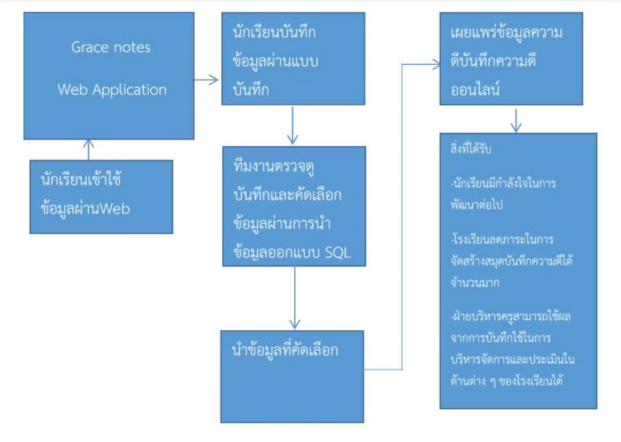 Grace notes
Web Application
นักเรียนเข้าใช้
ข้อมูลผ่านWeb
นักเรียนบันทึก
ข้อมูลผ่านแบบ
บันทึก
ทีมงานตรวจดู
บันทึกและคัดเลือก
ข้อมูลผ่านการนำ
ข้อมูลออกแบบ SQL
นำข้อมูลที่คัดเลือก
เผยแพร่ข้อมูลความ
ดีบันทึกความดี
ออนไลน์
สิ่งที่ได้รับ
-นักเรียนมีกำลังใจในการ
พัฒนาต่อไป
-โรงเรียนลดภาระในการ
จัดสร้างสมุดบันทึกความดีได้
จำนวนมาก
-ฝ่ายบริหารครูสามารถใช้ผล
จากการบันทึกใช้ในการ
บริหารจัดการและประเมินใน
ด้านต่าง ๆ ของโรงเรียนได้